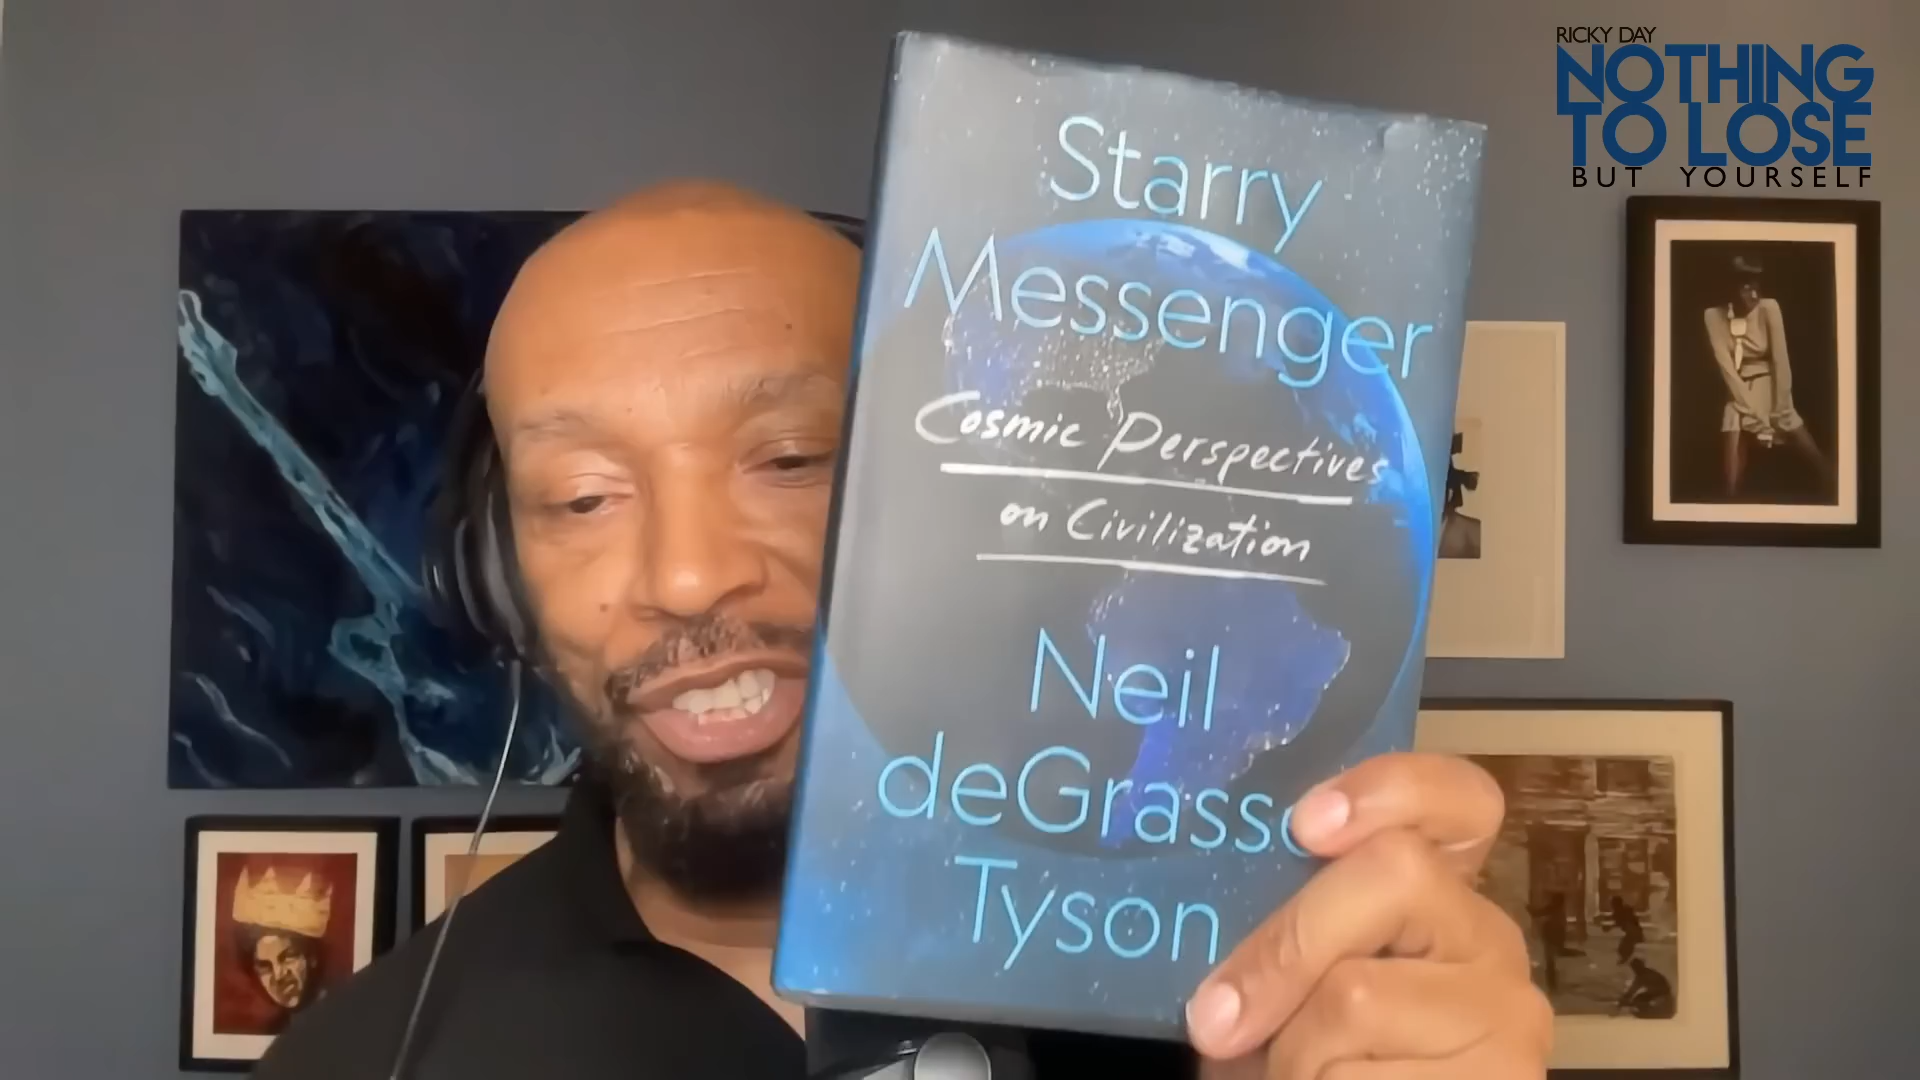 RICKY DAY
NOTHING
TO LOSE
BUT YOURSELF
Starry
Messenger
Cosmic Perspectives
on Civilization
Neil
deGrasse
Tyson